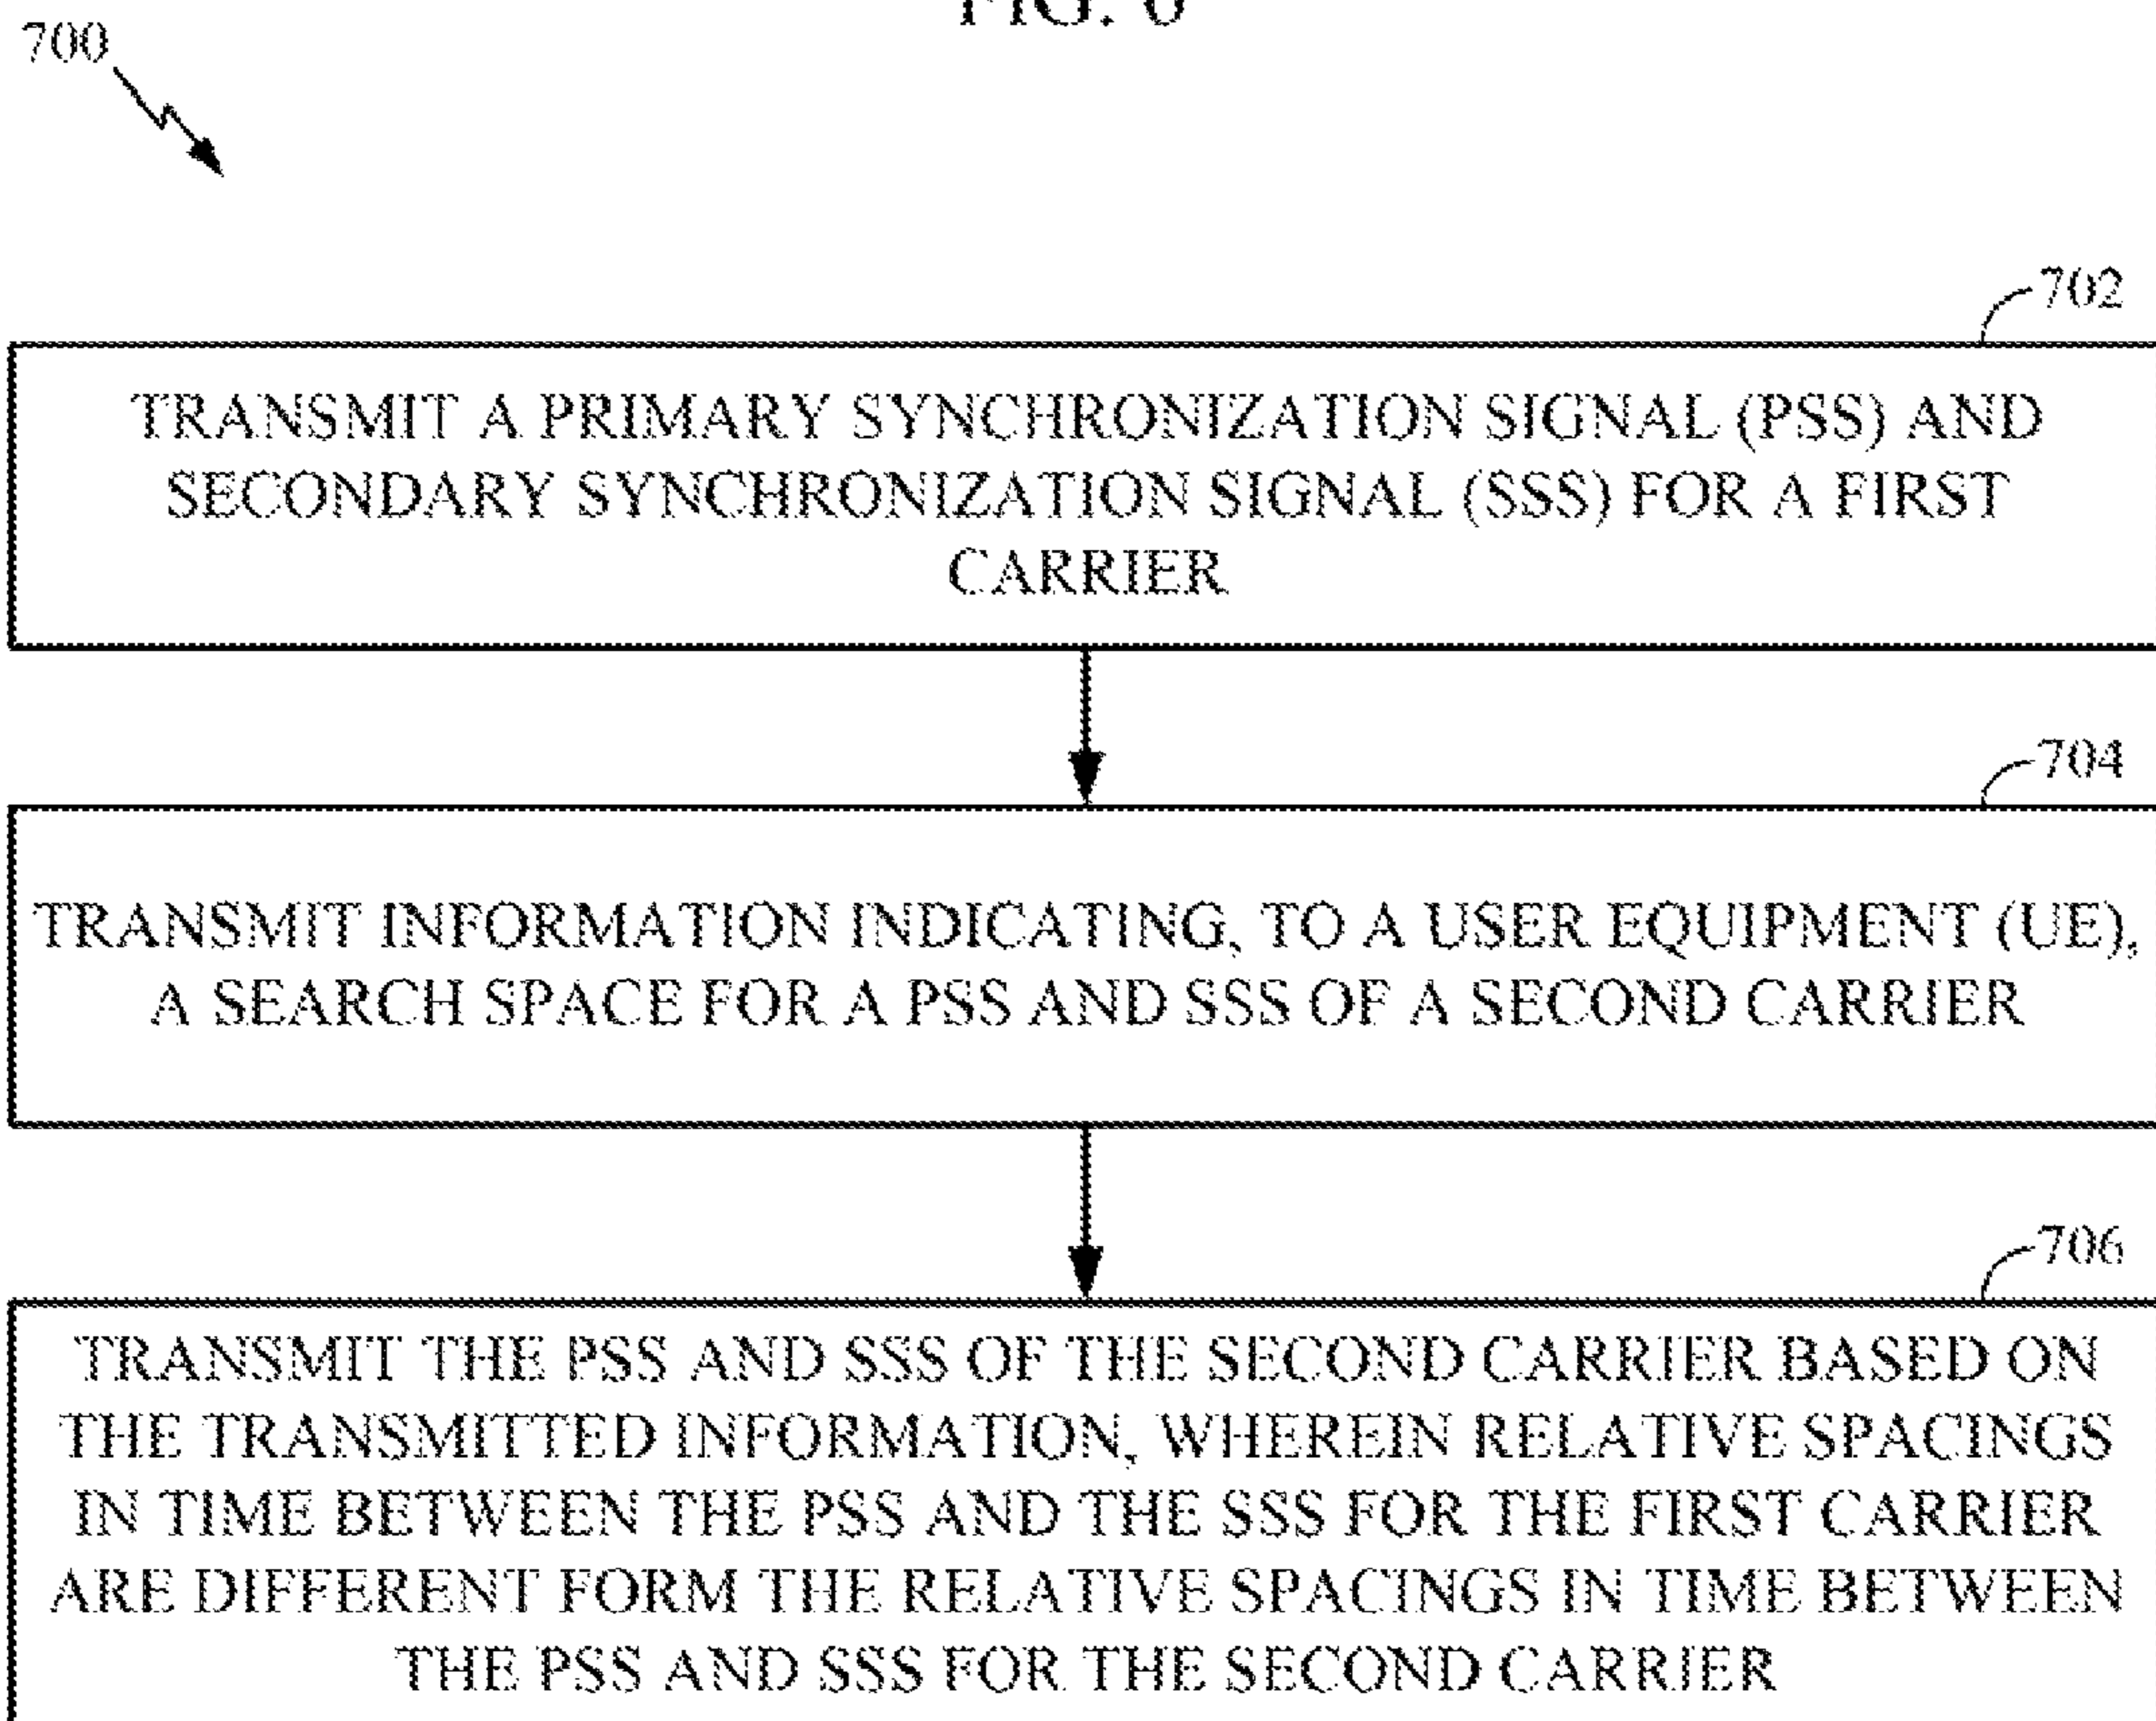 FIG. 6
700
702
TRANSMIT A PRIMARY SYNCHRONIZATION SIGNAL (PSS) AND
SECONDARY SYNCHRONIZATION SIGNAL (SSS) FOR A FIRST
CARRIER
704
TRANSMIT INFORMATION INDICATING, TO A USER EQUIPMENT (UE),
A SEARCH SPACE FOR A PSS AND SSS OF A SECOND CARRIER
706
TRANSMIT THE PSS AND SSS OF THE SECOND CARRIER BASED ON
THE TRANSMITTED INFORMATION, WHEREIN RELATIVE SPACINGS
IN TIME BETWEEN THE PSS AND THE SSS FOR THE FIRST CARRIER
ARE DIFFERENT FORM THE RELATIVE SPACINGS IN TIME BETWEEN
THE PSS AND SSS FOR THE SECOND CARRIER